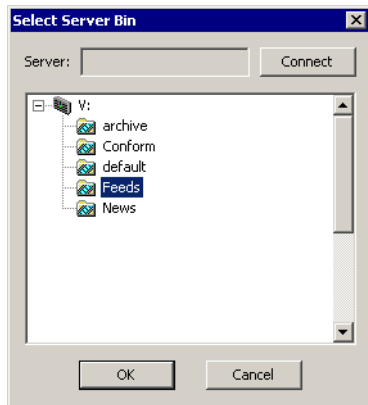 Select Server Bin
Server: Connect
V:
archive
Conform
default
Feeds
News
OK Cancel